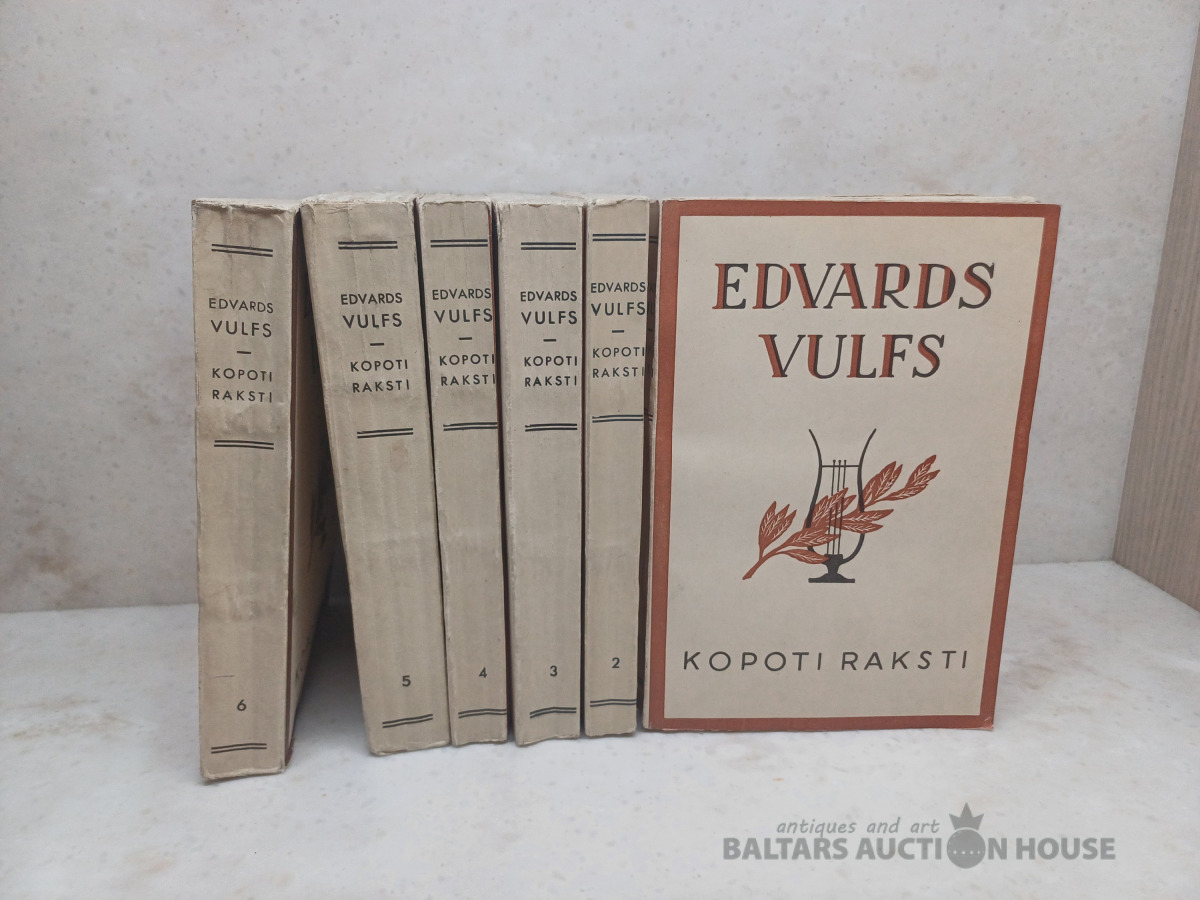 EDVARDS
VULFS
KOPOTI
RAKSTI
6
EDVARDS
VULFS
KOPOTI
RAKSTI
5
EDVARDS
VULFS
KOPOTI
RAKSTI
4
EDVARDS
VULFS
KOPOTI
RAKSTI
3
EDVARDS
VULFS
KOPOTI
RAKSTI
2
EDVARDS
VULFS
KOPOTI RAKSTI
antiques and art
BALTARS AUCTION HOUSE